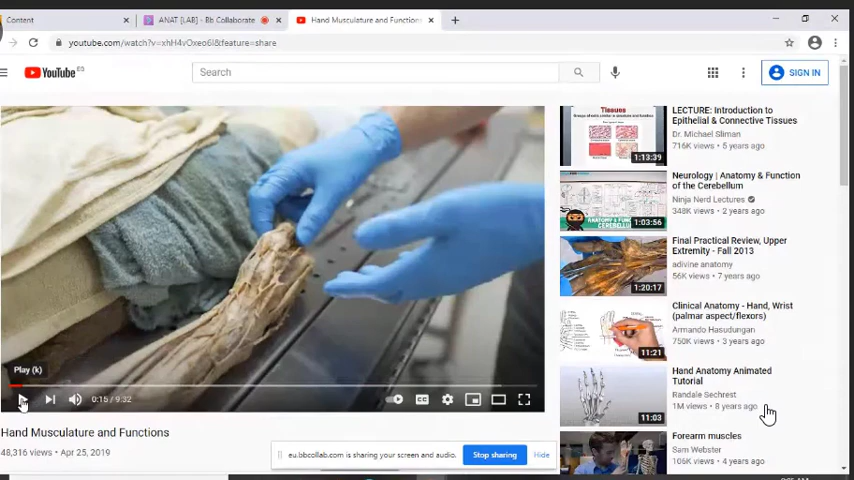 Content
ANAT [LAB] - Bb Collaborate
Hand Musculature and Functions
youtube.com/watch?v=xhH4vOxeo6I&feature=share
YouTube
Search
SIGN IN
Tissues
1:13:39
LECTURE: Introduction to
Epithelial & Connective Tissues
Dr. Michael Sliman
716K views • 5 years ago
1:03:56
Neurology | Anatomy & Function
of the Cerebellum
Ninja Nerd Lectures
348K views • 2 years ago
1:20:17
Final Practical Review, Upper
Extremity - Fall 2013
adivine anatomy
56K views • 7 years ago
11:21
Clinical Anatomy - Hand, Wrist
(palmar aspect/flexors)
Armando Hasudungan
750K views • 3 years ago
11:03
Hand Anatomy Animated
Tutorial
Randale Sechrest
1M views • 8 years ago
Forearm muscles
Sam Webster
106K views • 4 years ago
Play (k)
0:15 / 9:32
CC
Hand Musculature and Functions
48,316 views • Apr 25, 2019
eu.bbcollab.com is sharing your screen and audio.
Stop sharing
Hide